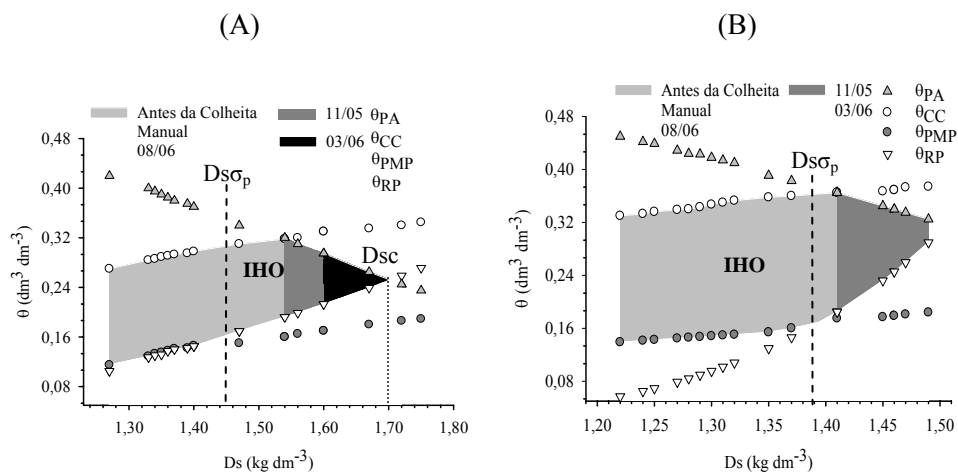 (A)
Antes da Colheita 11/05 θPA
Manual 03/06 θCC
08/06 θPMP
θRP
0,48
0,40
0,32
0,24
0,16
0,08
θ (dm³ dm⁻³)
Dsσp
IHO
Dsc
1,30 1,40 1,50 1,60 1,70 1,80
Ds (kg dm⁻³)
(B)
Antes da Colheita 11/05 θPA
Manual 03/06 θCC
08/06 θPMP
θRP
0,48
0,40
0,32
0,24
0,16
0,08
θ (dm³ dm⁻³)
Dsσp
IHO
1,20 1,25 1,30 1,35 1,40 1,45 1,50
Ds (kg dm⁻³)